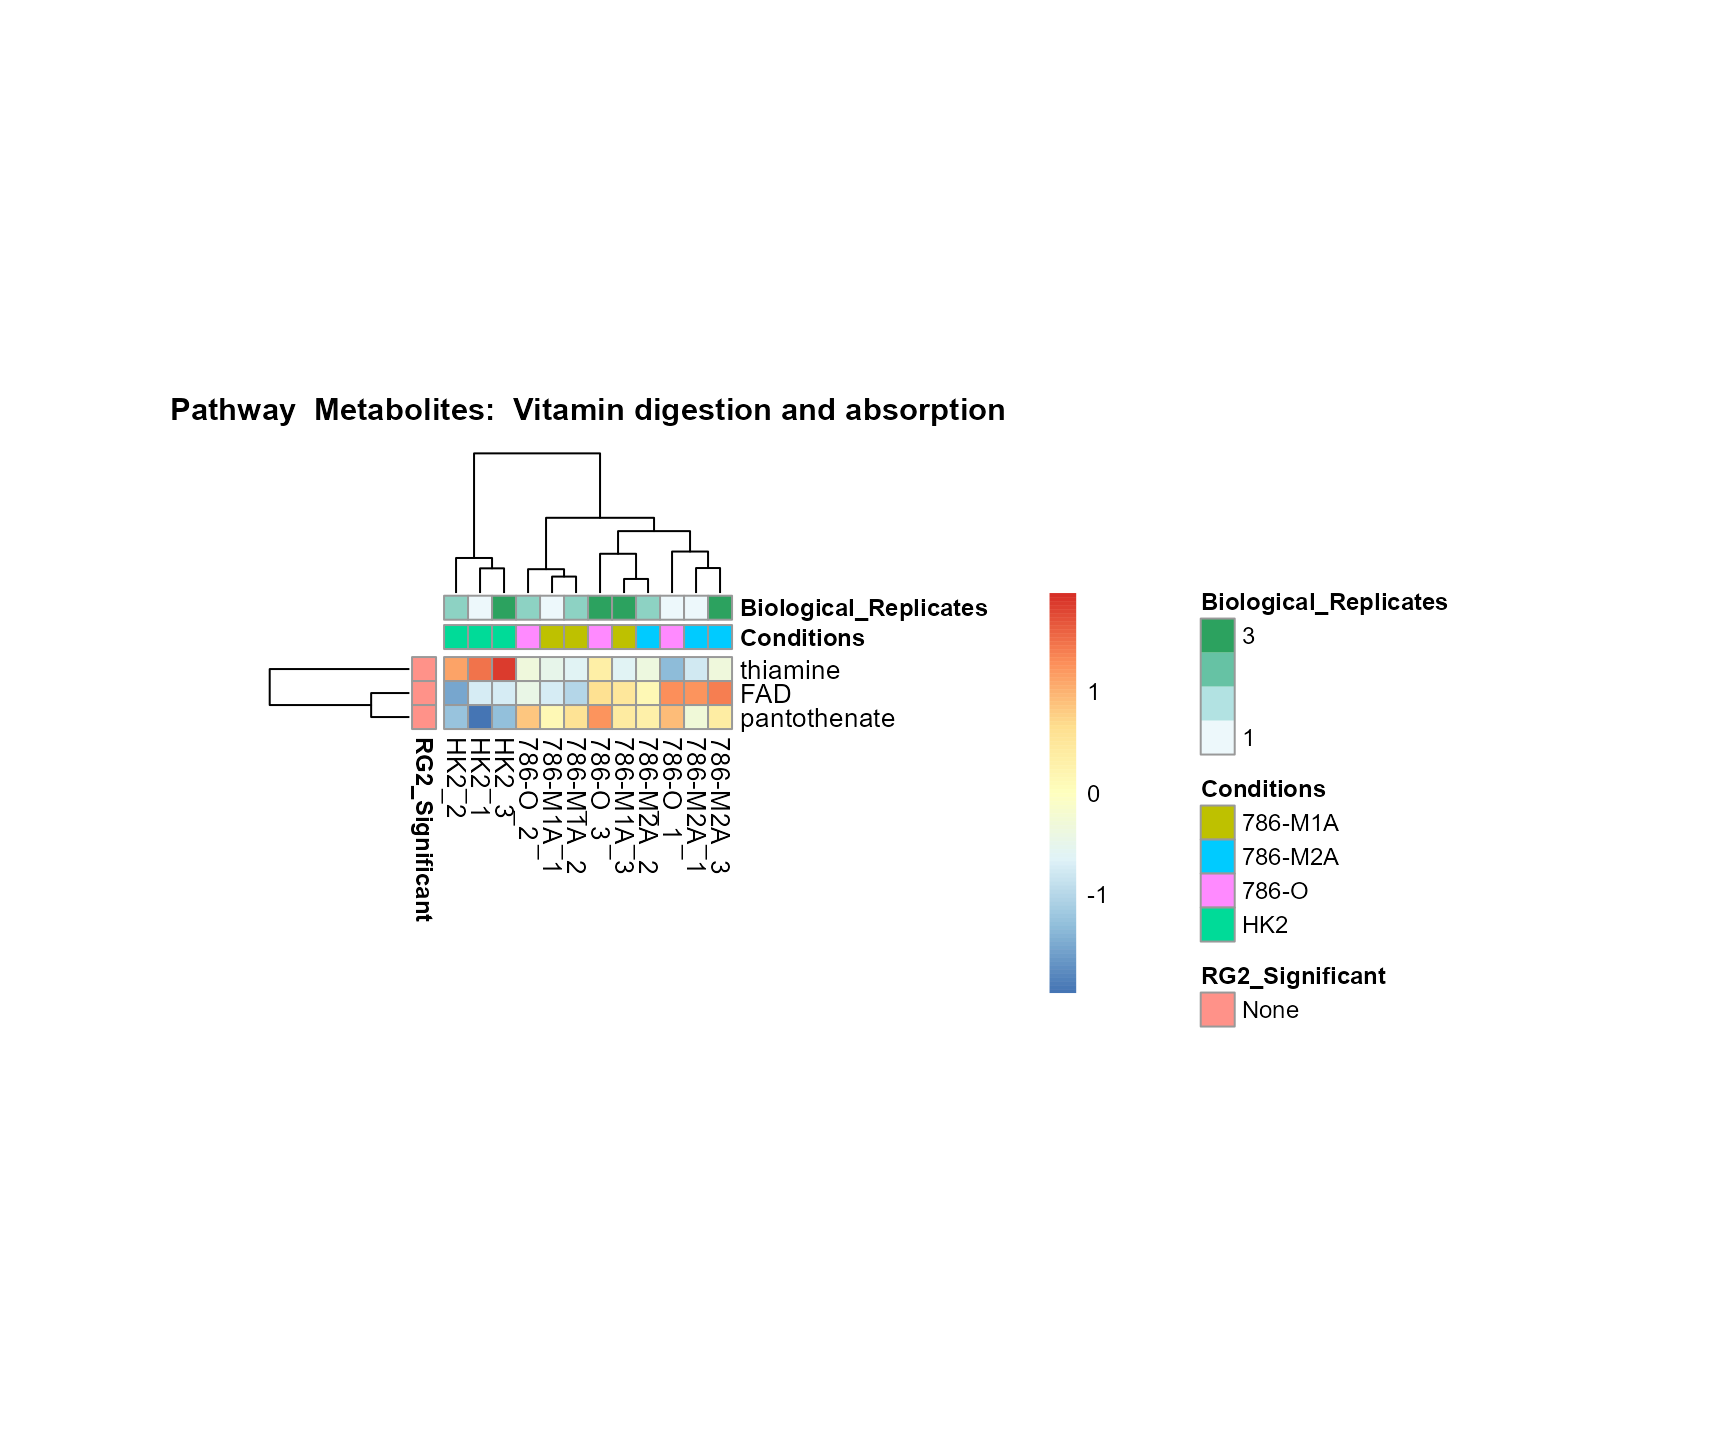 Pathway  Metabolites:  Vitamin digestion and absorption
Biological_Replicates
Conditions
thiamine
FAD
pantothenate
RG2_Significant
HK2_2
HK2_1
HK2_3
786-O_2
786-M1A_1
786-M1A_2
786-O_3
786-M1A_3
786-M2A_2
786-O_1
786-M2A_1
786-M2A_3
1
0
-1
Biological_Replicates
3
1
Conditions
786-M1A
786-M2A
786-O
HK2
RG2_Significant
None